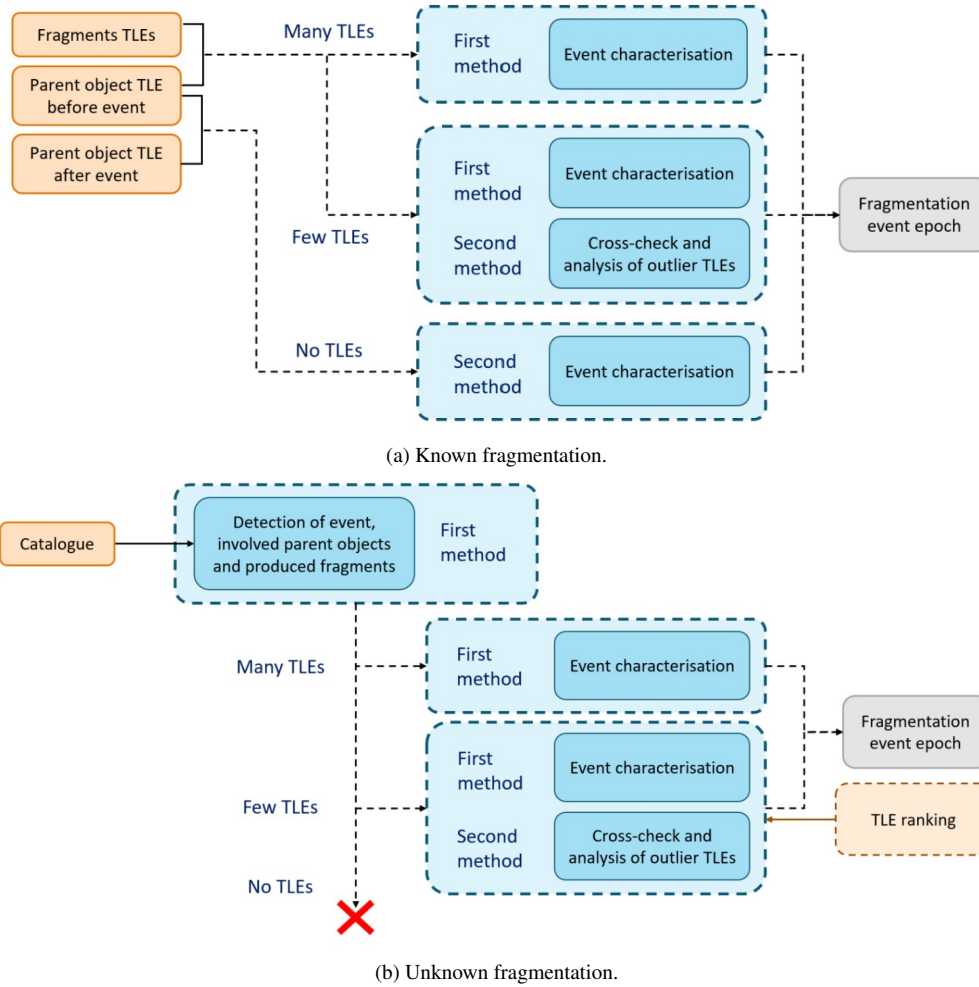 Fragments TLEs
Parent object TLE
before event
Parent object TLE
after event
Many TLEs
Few TLEs
No TLEs
First
method
Event characterisation
First
method
Event characterisation
Second
method
Cross-check and
analysis of outlier TLEs
Second
method
Event characterisation
Fragmentation
event epoch
(a) Known fragmentation.
Catalogue
Detection of event,
involved parent objects
and produced fragments
First
method
Many TLEs
Few TLEs
No TLEs
First
method
Event characterisation
First
method
Event characterisation
Second
method
Cross-check and
analysis of outlier TLEs
Fragmentation
event epoch
TLE ranking
(b) Unknown fragmentation.